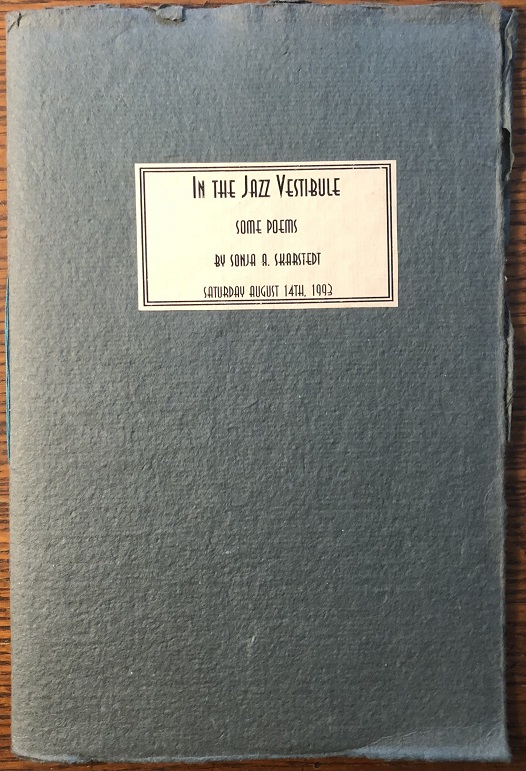 In the Jazz Vestibule
some poems
by Sonja A. Skarstedt
Saturday August 14th, 1993